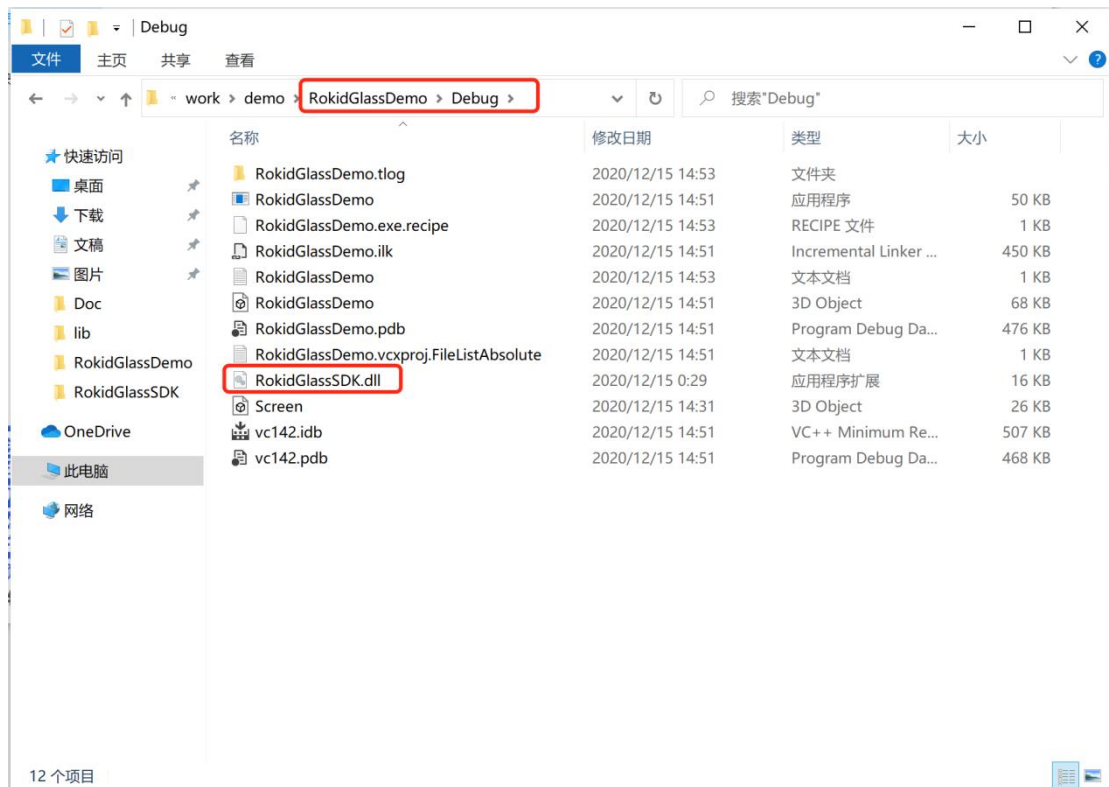 Debug
文件 主页 共享 查看
« work › demo › RokidGlassDemo › Debug › 搜索"Debug"
名称 修改日期 类型 大小
快速访问
桌面
下载
文稿
图片
Doc
lib
RokidGlassDemo
RokidGlassSDK
OneDrive
此电脑
网络
RokidGlassDemo.tlog 2020/12/15 14:53 文件夹
RokidGlassDemo 2020/12/15 14:51 应用程序 50 KB
RokidGlassDemo.exe.recipe 2020/12/15 14:53 RECIPE 文件 1 KB
RokidGlassDemo.ilk 2020/12/15 14:51 Incremental Linker ... 450 KB
RokidGlassDemo 2020/12/15 14:53 文本文档 1 KB
RokidGlassDemo 2020/12/15 14:51 3D Object 68 KB
RokidGlassDemo.pdb 2020/12/15 14:51 Program Debug Da... 476 KB
RokidGlassDemo.vcxproj.FileListAbsolute 2020/12/15 14:51 文本文档 1 KB
RokidGlassSDK.dll 2020/12/15 0:29 应用程序扩展 16 KB
Screen 2020/12/15 14:31 3D Object 26 KB
vc142.idb 2020/12/15 14:51 VC++ Minimum Re... 507 KB
vc142.pdb 2020/12/15 14:51 Program Debug Da... 468 KB
12 个项目